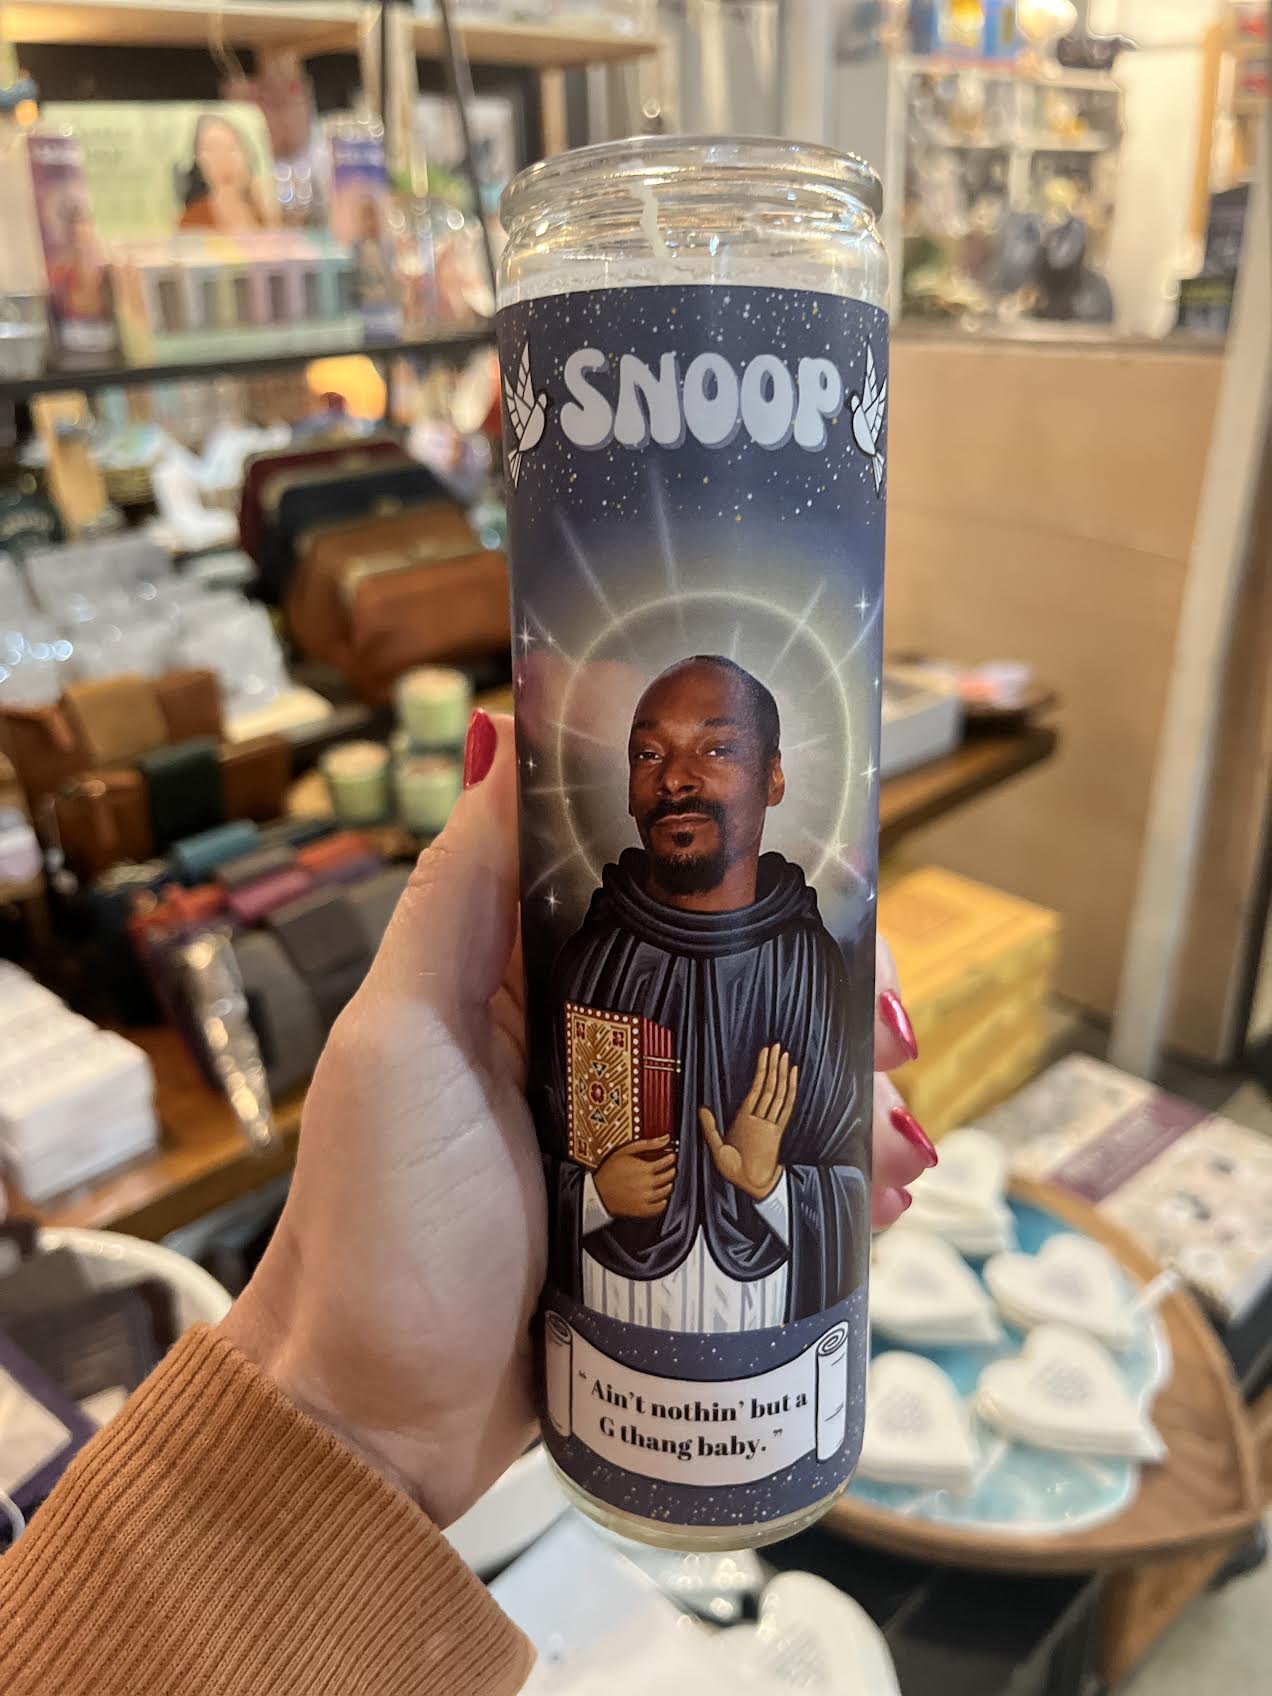 SNOOP
“Ain't nothin' but a
G thang baby.”